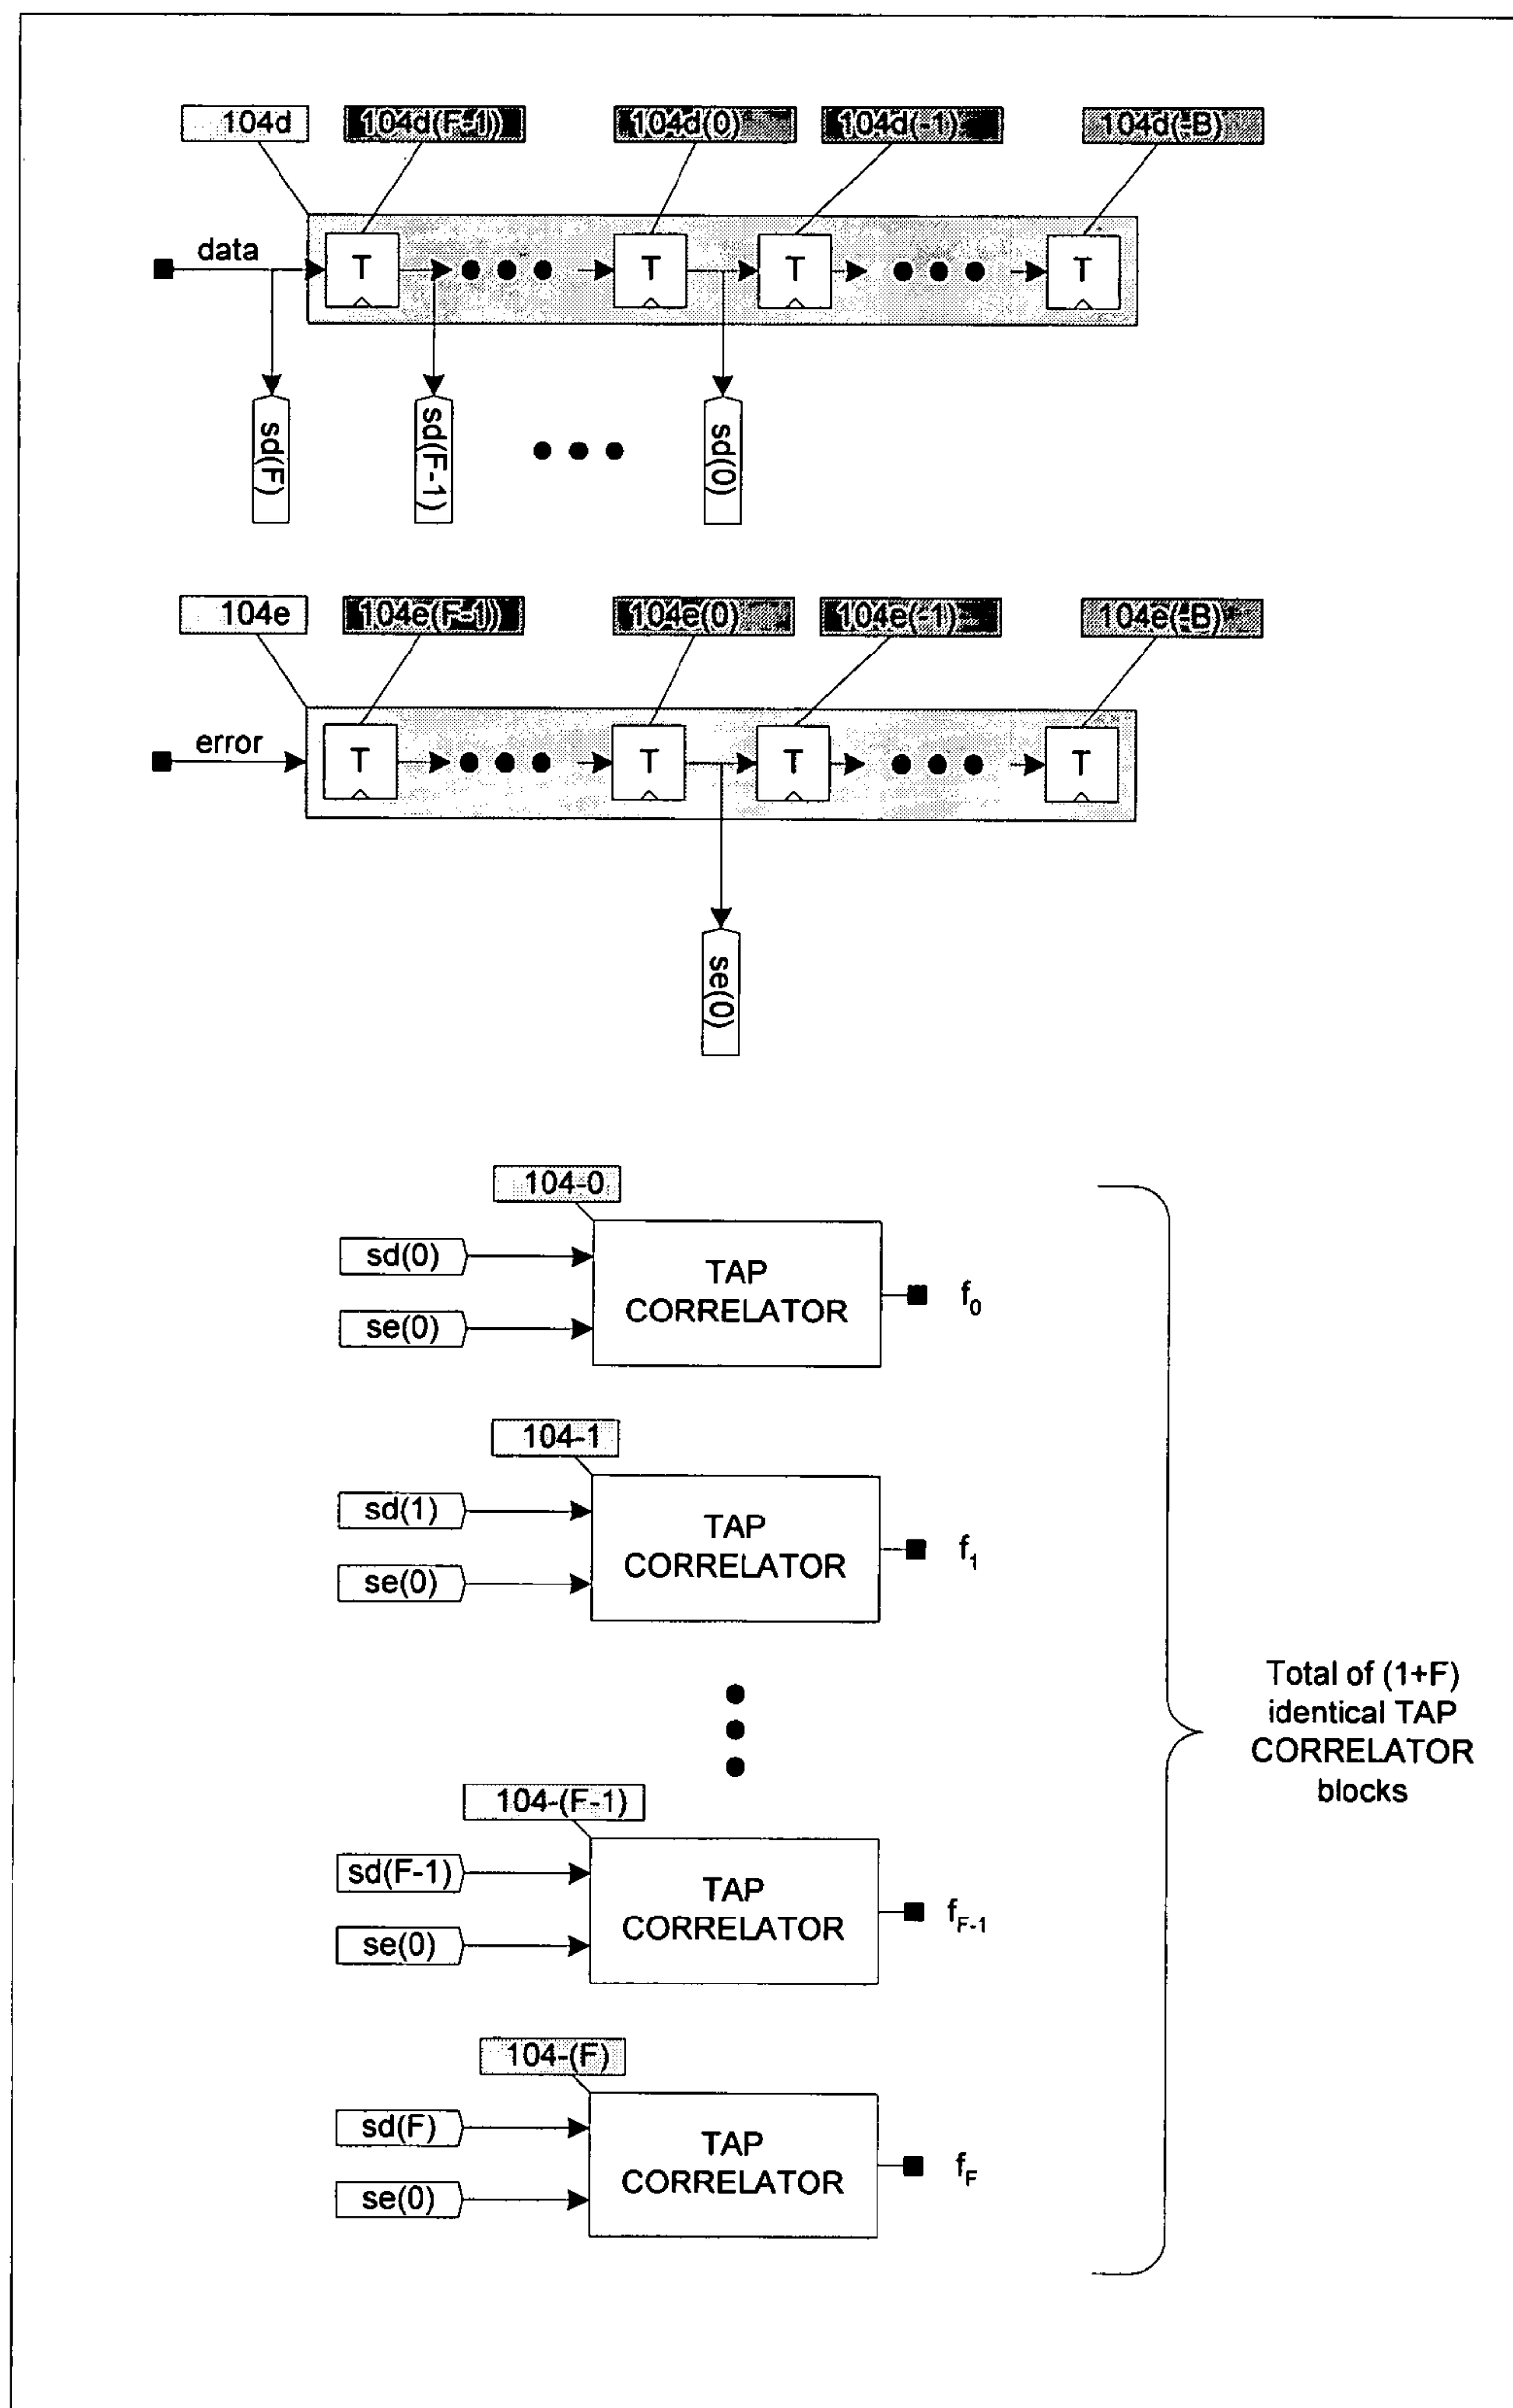 104d
104d(F-1))
104d(0)
104d(-1)
104d(-B)
data
T
T
T
T
sd(F)
sd(F-1)
sd(0)
104e
104e(F-1))
104e(0)
104e(-1)
104e(-B)
error
T
T
T
T
se(0)
104-0
sd(0)
se(0)
TAP
CORRELATOR
f0
104-1
sd(1)
se(0)
TAP
CORRELATOR
f1
Total of (1+F)
identical TAP
CORRELATOR
blocks
104-(F-1)
sd(F-1)
se(0)
TAP
CORRELATOR
fF-1
104-(F)
sd(F)
se(0)
TAP
CORRELATOR
fF